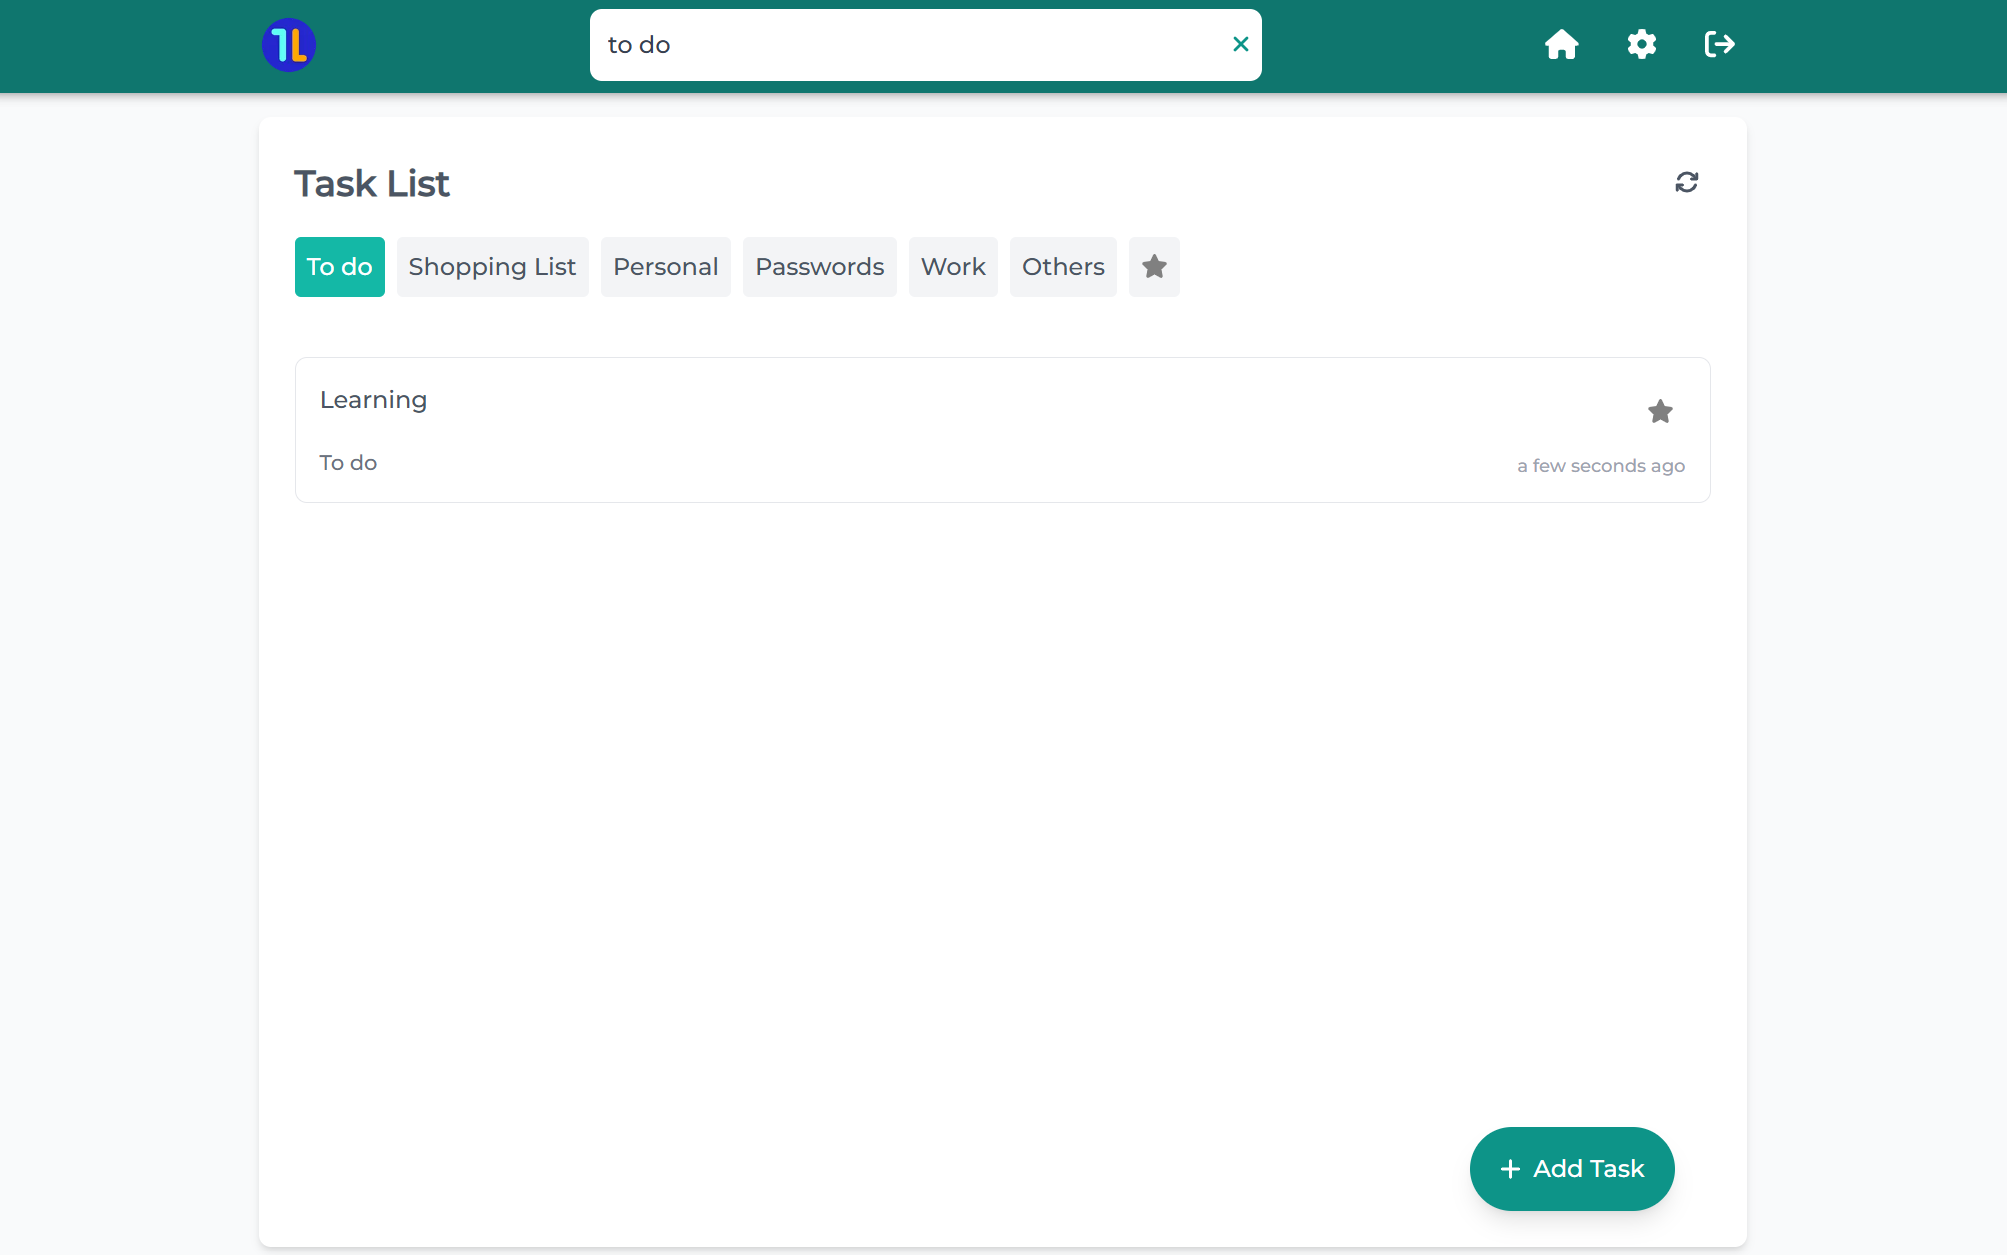 1L
to do
Task List
To do
Shopping List
Personal
Passwords
Work
Others
Learning
To do
a few seconds ago
Add Task